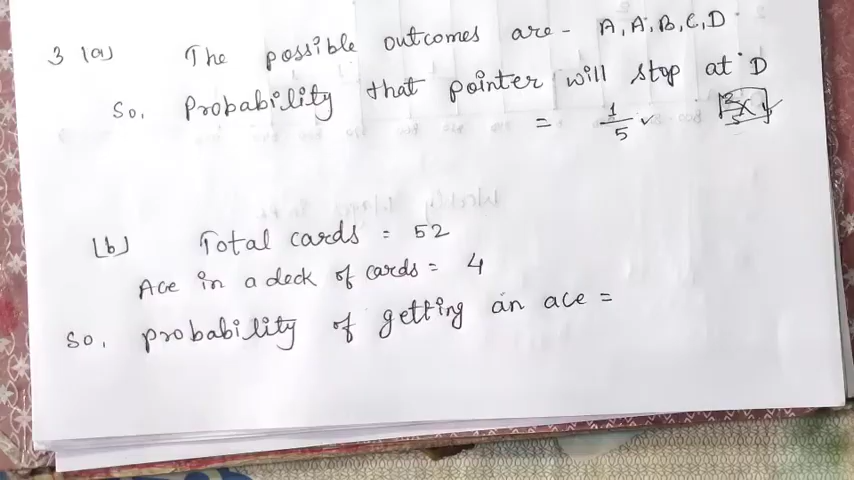 3 (a) The possible outcomes are - A, A, B, C, D
So, Probability that pointer will stop at D
= 1/5
(b) Total cards = 52
Ace in a deck of cards = 4
So, probability of getting an ace =